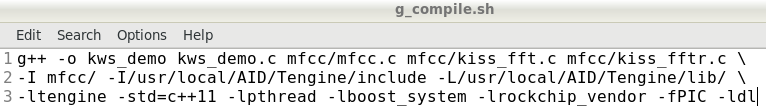 g_compile.sh
Edit Search Options Help
1 g++ -o kws_demo kws_demo.c mfcc/mfcc.c mfcc/kiss_fft.c mfcc/kiss_fftr.c \
2 -I mfcc/ -I/usr/local/AID/Tengine/include -L/usr/local/AID/Tengine/lib/ \
3 -ltengine -std=c++11 -lpthread -lboost_system -lrockchip_vendor -fPIC -ldl